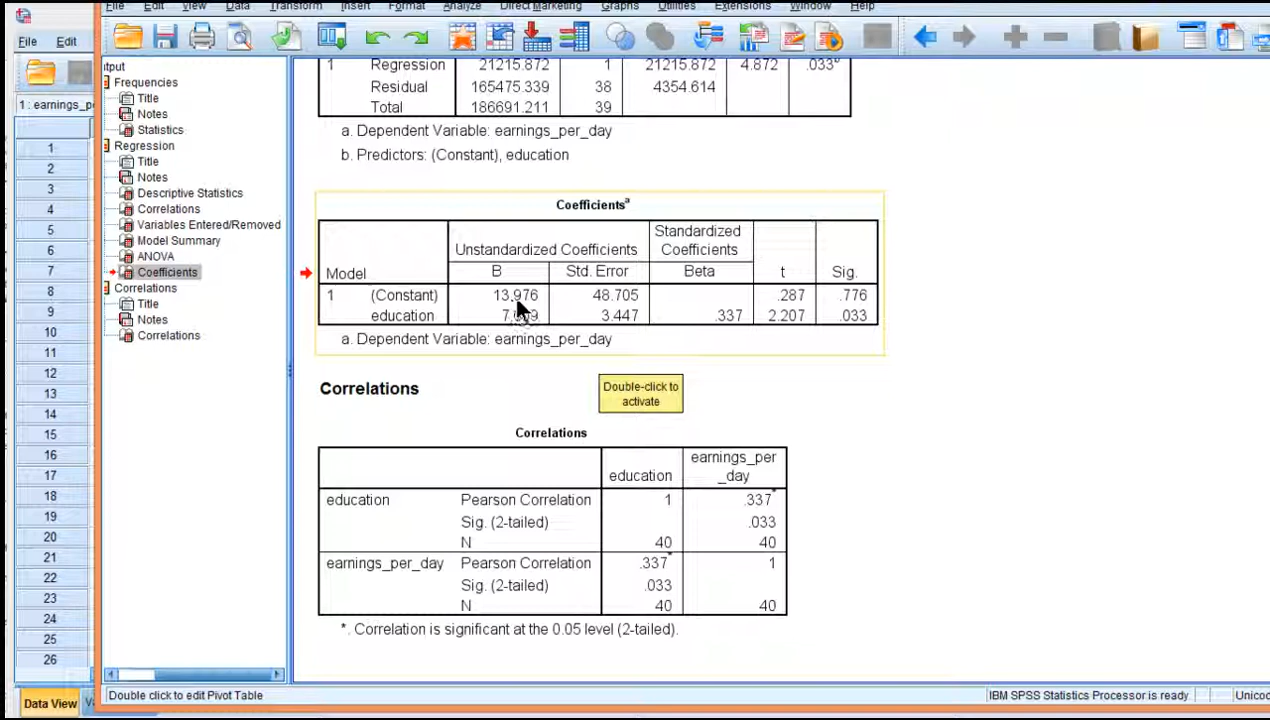 File Edit View Data Transform Insert Format Analyze Direct Marketing Graphs Utilities Extensions Window Help
File Edit
1 : earnings_pe
1
2
3
4
5
6
7
8
9
10
11
12
13
14
15
16
17
18
19
20
21
22
23
24
25
26
Data View
Frequencies
Title
Notes
Statistics
Regression
Title
Notes
Descriptive Statistics
Correlations
Variables Entered/Removed
Model Summary
ANOVA
Coefficients
Correlations
Title
Notes
Correlations
1 Regression 21215.872 1 21215.872 4.872 .033b
Residual 165475.339 38 4354.614
Total 186691.211 39
a. Dependent Variable: earnings_per_day
b. Predictors: (Constant), education
Coefficientsa
Model Unstandardized Coefficients Standardized Coefficients t Sig.
B Std. Error Beta
1 (Constant) 13.976 48.705 .287 .776
education 3.447 .337 2.207 .033
a. Dependent Variable: earnings_per_day
Correlations
Double-click to
activate
Correlations
education earnings_per
_day
education Pearson Correlation 1 .337*
Sig. (2-tailed) .033
N 40 40
earnings_per_day Pearson Correlation .337* 1
Sig. (2-tailed) .033
N 40 40
*. Correlation is significant at the 0.05 level (2-tailed).
Double click to edit Pivot Table
IBM SPSS Statistics Processor is ready
Unicod